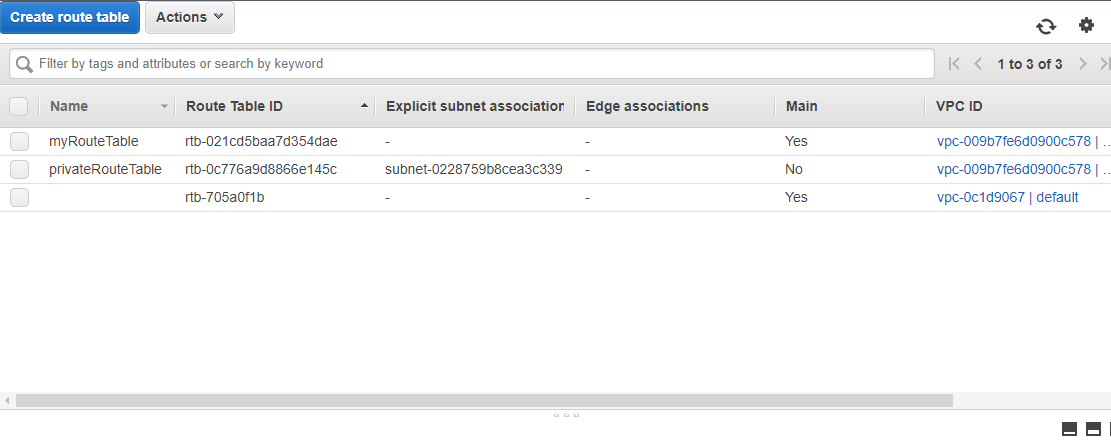 Create route table Actions
Filter by tags and attributes or search by keyword 1 to 3 of 3
Name Route Table ID Explicit subnet association Edge associations Main VPC ID
myRouteTable rtb-021cd5baa7d354dae - - Yes vpc-009b7fe6d0900c578 | ...
privateRouteTable rtb-0c776a9d8866e145c subnet-0228759b8cea3c339 - No vpc-009b7fe6d0900c578 | ...
rtb-705a0f1b - - Yes vpc-0c1d9067 | default